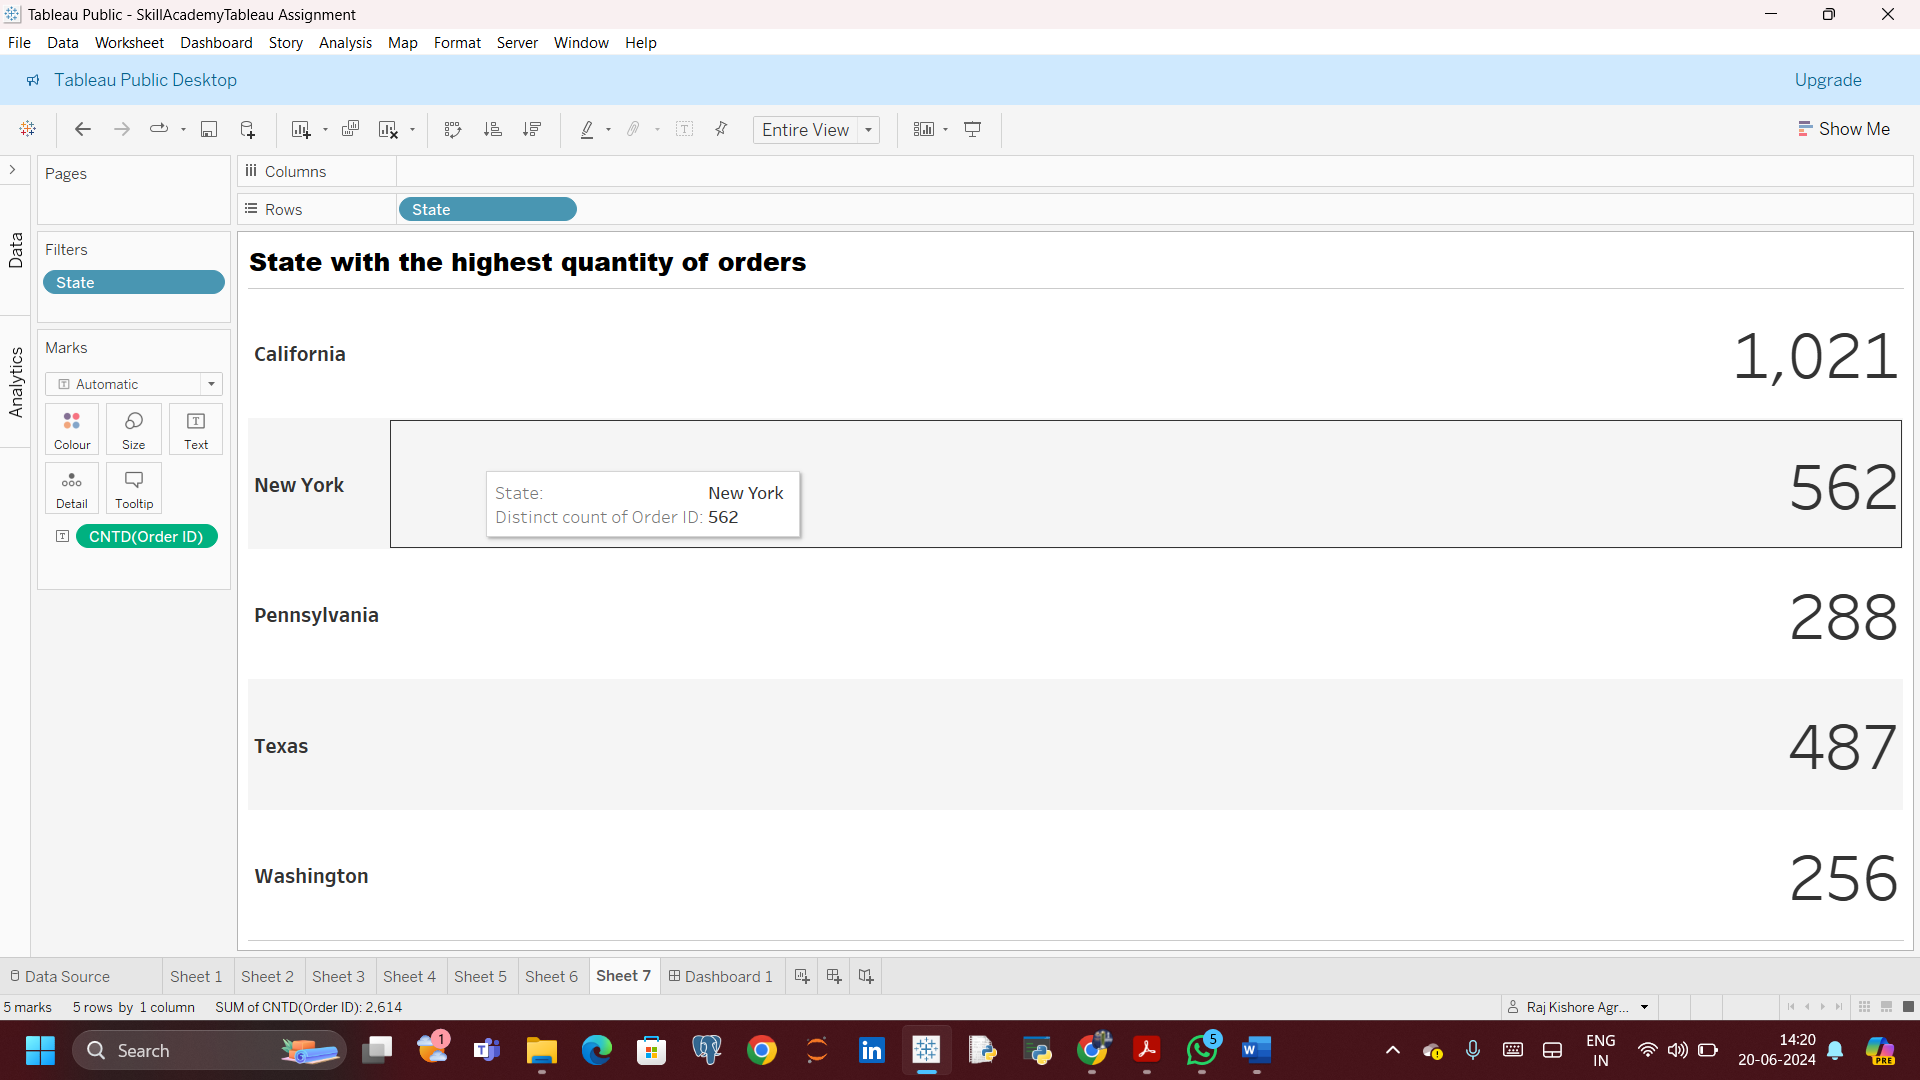 Tableau Public - SkillAcademyTableau Assignment
File Data Worksheet Dashboard Story Analysis Map Format Server Window Help
Tableau Public Desktop Upgrade
Entire View Show Me
Pages
Columns
Rows State
Data
Analytics
Filters
State
Marks
Automatic
Colour Size Text
Detail Tooltip
CNTD(Order ID)
State with the highest quantity of orders
California 1,021
New York 562
State: New York
Distinct count of Order ID: 562
Pennsylvania 288
Texas 487
Washington 256
Data Source Sheet 1 Sheet 2 Sheet 3 Sheet 4 Sheet 5 Sheet 6 Sheet 7 Dashboard 1
5 marks 5 rows by 1 column SUM of CNTD(Order ID): 2,614 Raj Kishore Agr...
Search 1 5 ENG 14:20
IN 20-06-2024 PRE